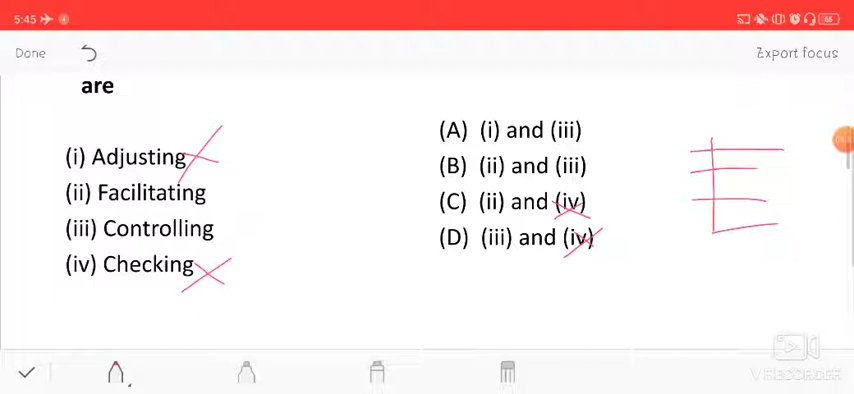 5:45
Done
Export focus
are
(i) Adjusting
(ii) Facilitating
(iii) Controlling
(iv) Checking
(A) (i) and (iii)
(B) (ii) and (iii)
(C) (ii) and (iv)
(D) (iii) and (iv)
VRECORDER